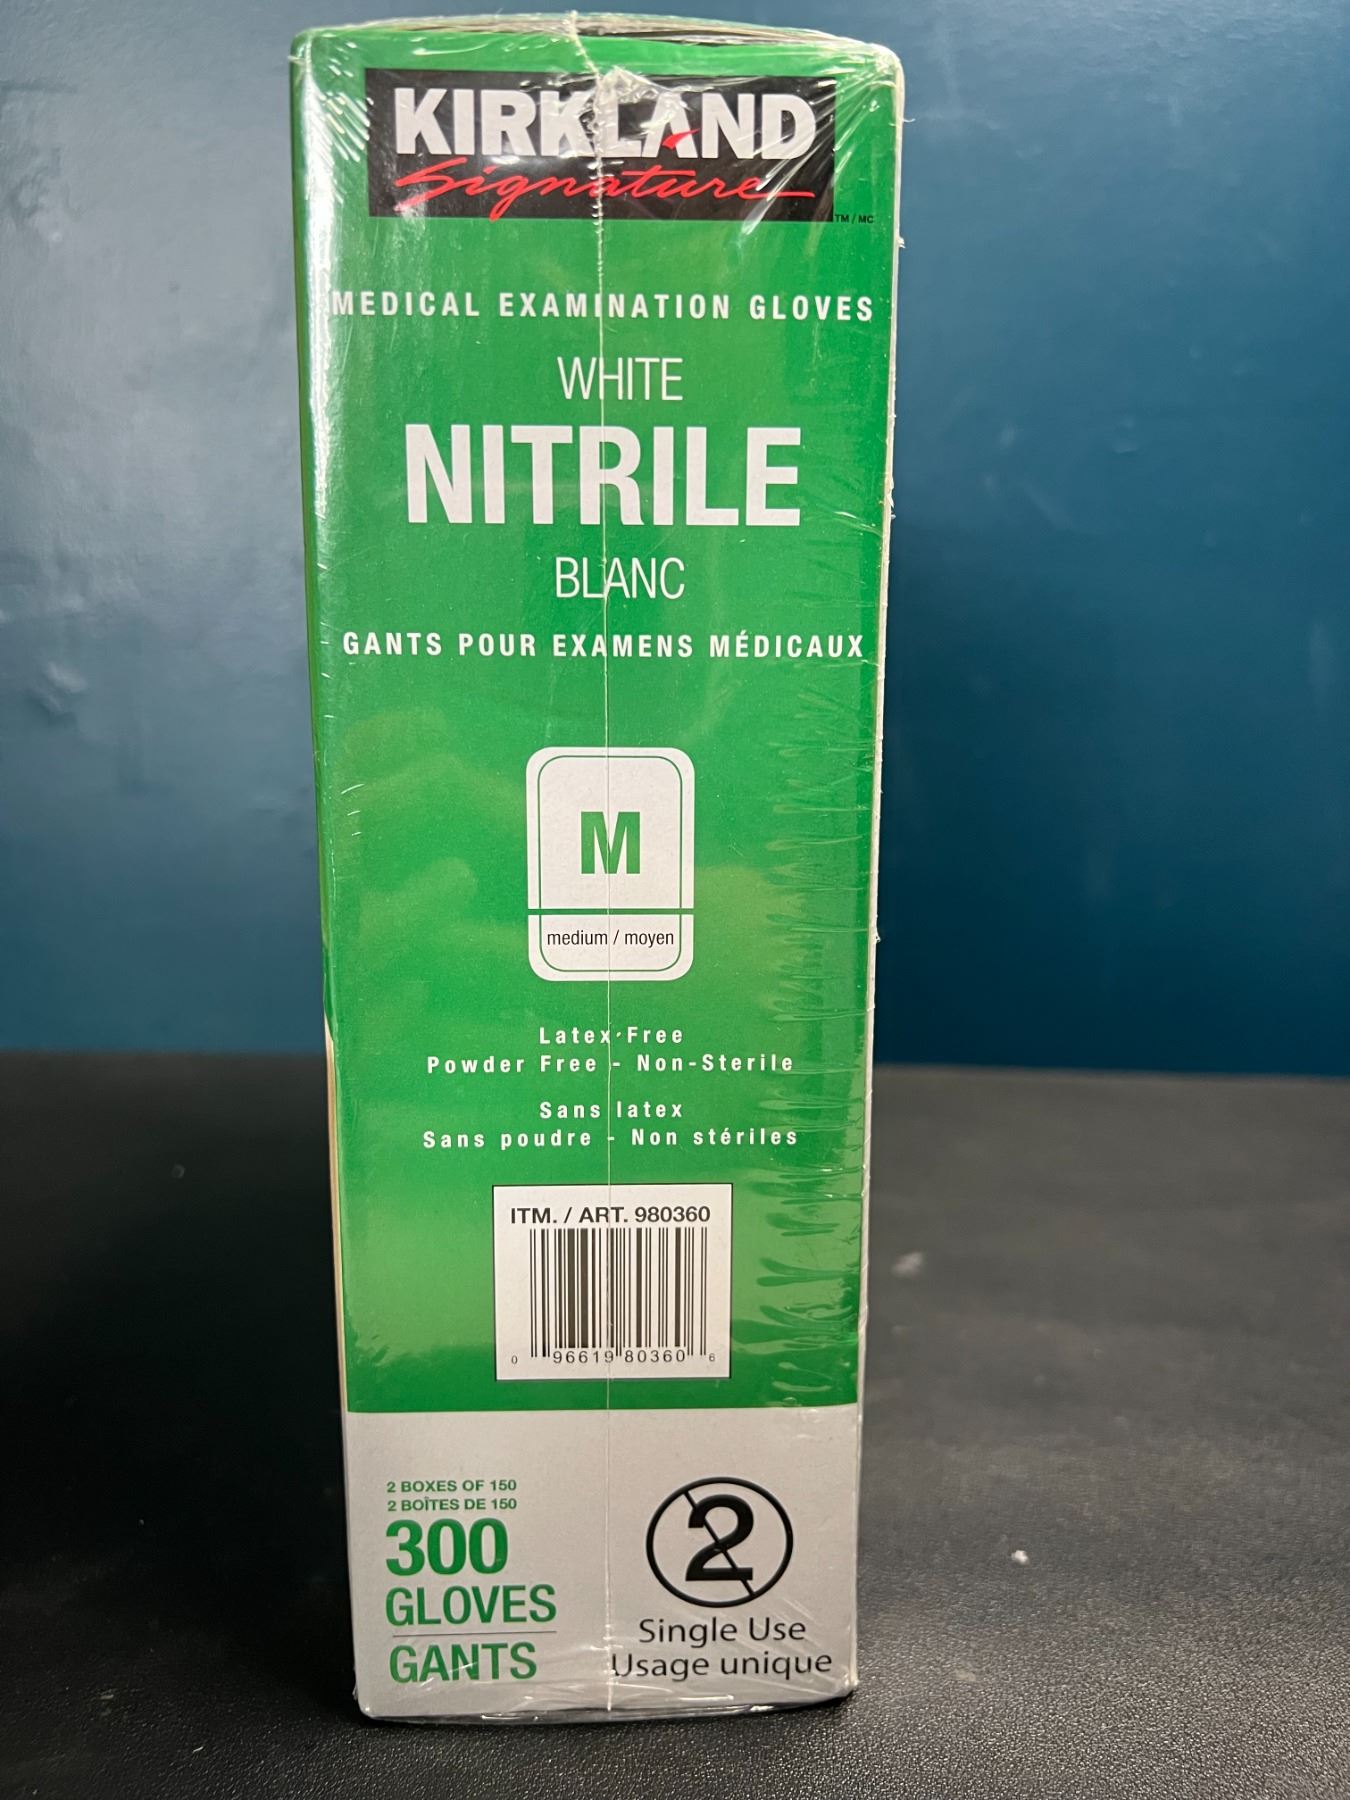 KIRKLAND
Signature
TM / MC
MEDICAL EXAMINATION GLOVES
WHITE
NITRILE
BLANC
GANTS POUR EXAMENS MÉDICAUX
M
medium / moyen
Latex-Free
Powder Free - Non-Sterile
Sans latex
Sans poudre - Non stériles
ITM. / ART. 980360
0 96619 80360 6
2 BOXES OF 150
2 BOÎTES DE 150
300
GLOVES
GANTS
2
Single Use
Usage unique